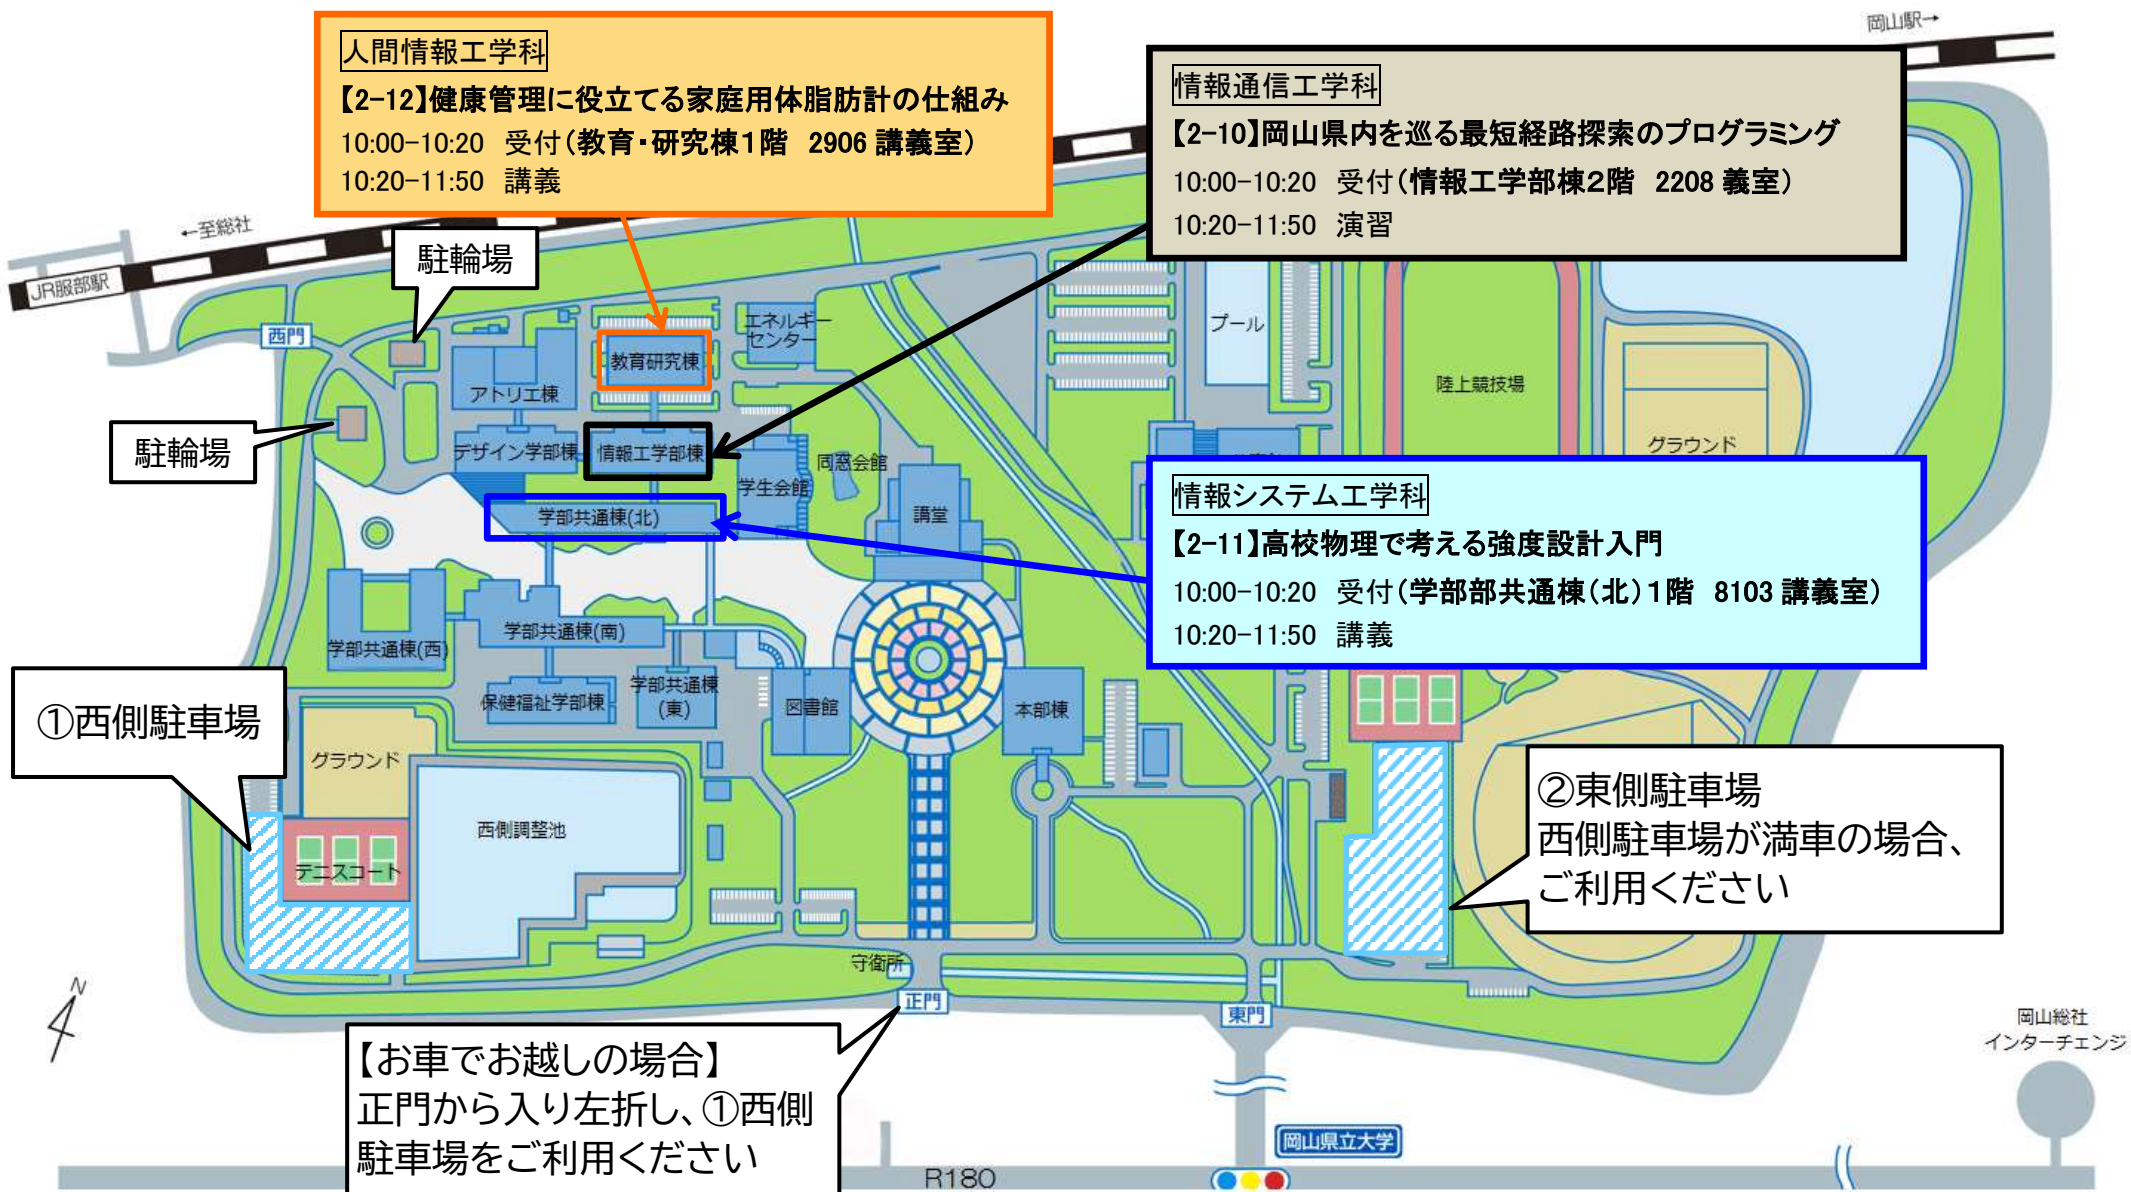 岡山駅→
人間情報工学科
【2-12】健康管理に役立てる家庭用体脂肪計の仕組み
10:00-10:20 受付(教育・研究棟1階 2906 講義室)
10:20-11:50 講義
情報通信工学科
【2-10】岡山県内を巡る最短経路探索のプログラミング
10:00-10:20 受付(情報工学部棟2階 2208 義室)
10:20-11:50 演習
←至総社
JR服部駅
駐輪場
西門
駐輪場
エネルギー
センター
プール
教育研究棟
アトリエ棟
陸上競技場
グラウンド
デザイン学部棟
情報工学部棟
同窓会館
学生会館
学部共通棟(北)
講堂
情報システム工学科
【2-11】高校物理で考える強度設計入門
10:00-10:20 受付(学部部共通棟(北)1階 8103 講義室)
10:20-11:50 講義
学部共通棟(南)
学部共通棟(西)
学部共通棟
(東)
保健福祉学部棟
図書館
本部棟
①西側駐車場
グラウンド
西側調整池
テニスコート
②東側駐車場
西側駐車場が満車の場合、
ご利用ください
守衛所
正門
東門
N
【お車でお越しの場合】
正門から入り左折し、①西側
駐車場をご利用ください
岡山総社
インターチェンジ
岡山県立大学
R180